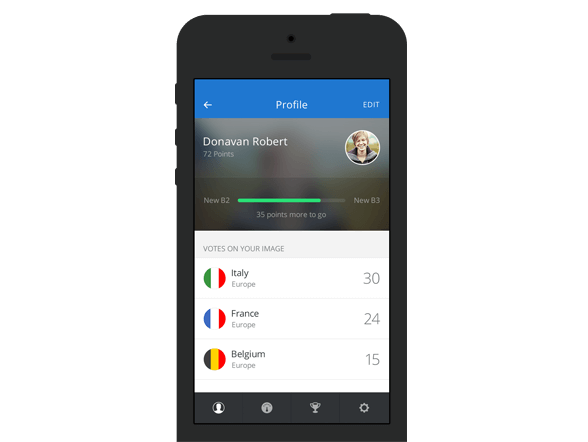 Profile
EDIT
Donavan Robert
72 Points
New B2
New B3
35 points more to go
VOTES ON YOUR IMAGE
Italy
Europe
30
France
Europe
24
Belgium
Europe
15